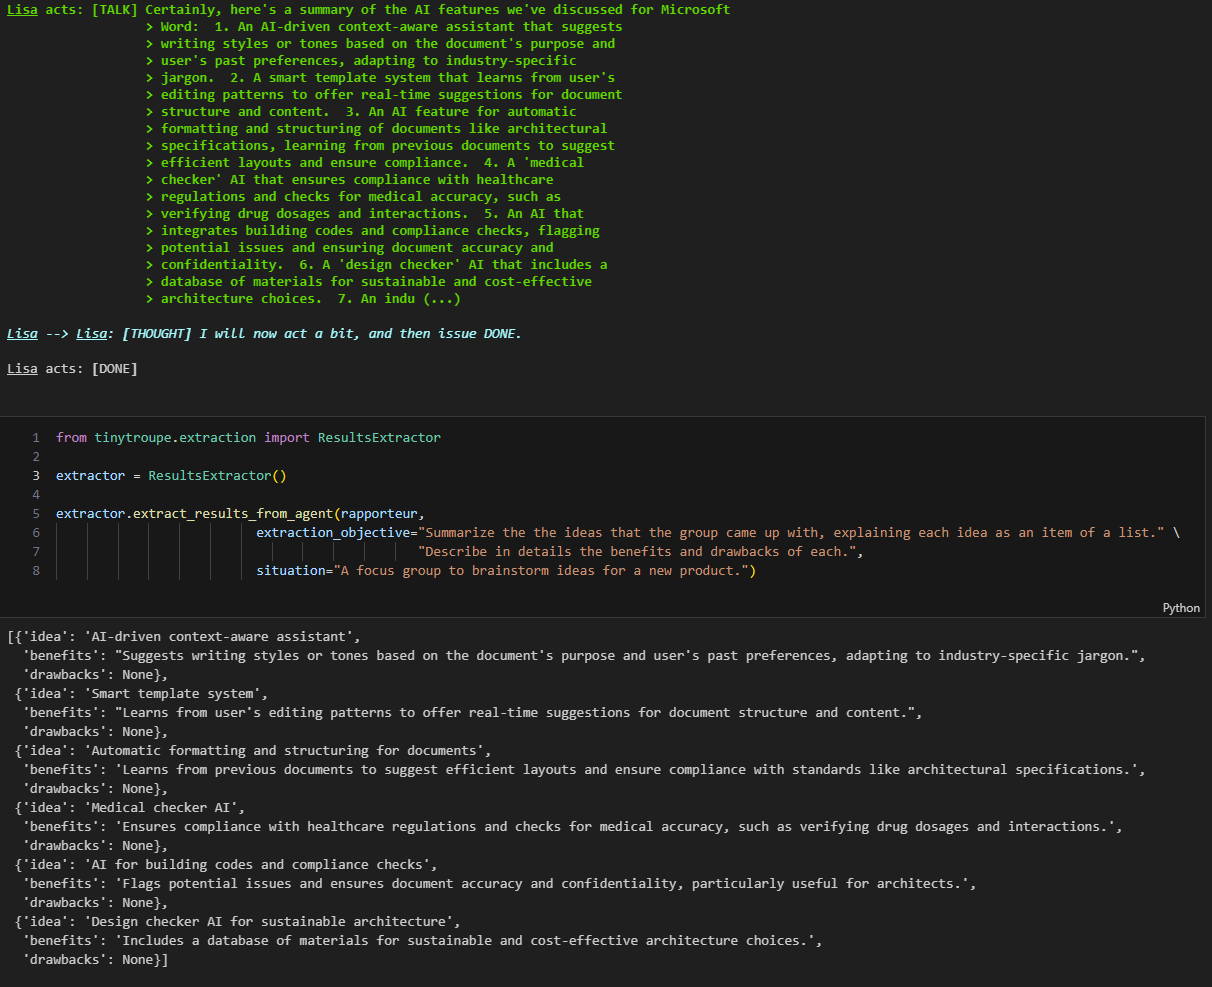 Lisa acts: [TALK] Certainly, here's a summary of the AI features we've discussed for Microsoft
> Word:  1. An AI-driven context-aware assistant that suggests
> writing styles or tones based on the document's purpose and
> user's past preferences, adapting to industry-specific
> jargon.  2. A smart template system that learns from user's
> editing patterns to offer real-time suggestions for document
> structure and content.  3. An AI feature for automatic
> formatting and structuring of documents like architectural
> specifications, learning from previous documents to suggest
> efficient layouts and ensure compliance.  4. A 'medical
> checker' AI that ensures compliance with healthcare
> regulations and checks for medical accuracy, such as
> verifying drug dosages and interactions.  5. An AI that
> integrates building codes and compliance checks, flagging
> potential issues and ensuring document accuracy and
> confidentiality.  6. A 'design checker' AI that includes a
> database of materials for sustainable and cost-effective
> architecture choices.  7. An indu (...)
Lisa --> Lisa: [THOUGHT] I will now act a bit, and then issue DONE.
Lisa acts: [DONE]
1 from tinytroupe.extraction import ResultsExtractor
2
3 extractor = ResultsExtractor()
4
5 extractor.extract_results_from_agent(rapporteur,
6 extraction_objective="Summarize the the ideas that the group came up with, explaining each idea as an item of a list." \
7 "Describe in details the benefits and drawbacks of each.",
8 situation="A focus group to brainstorm ideas for a new product.")
Python
[{'idea': 'AI-driven context-aware assistant',
'benefits': "Suggests writing styles or tones based on the document's purpose and user's past preferences, adapting to industry-specific jargon.",
'drawbacks': None},
{'idea': 'Smart template system',
'benefits': "Learns from user's editing patterns to offer real-time suggestions for document structure and content.",
'drawbacks': None},
{'idea': 'Automatic formatting and structuring for documents',
'benefits': 'Learns from previous documents to suggest efficient layouts and ensure compliance with standards like architectural specifications.',
'drawbacks': None},
{'idea': 'Medical checker AI',
'benefits': 'Ensures compliance with healthcare regulations and checks for medical accuracy, such as verifying drug dosages and interactions.',
'drawbacks': None},
{'idea': 'AI for building codes and compliance checks',
'benefits': 'Flags potential issues and ensures document accuracy and confidentiality, particularly useful for architects.',
'drawbacks': None},
{'idea': 'Design checker AI for sustainable architecture',
'benefits': 'Includes a database of materials for sustainable and cost-effective architecture choices.',
'drawbacks': None}]